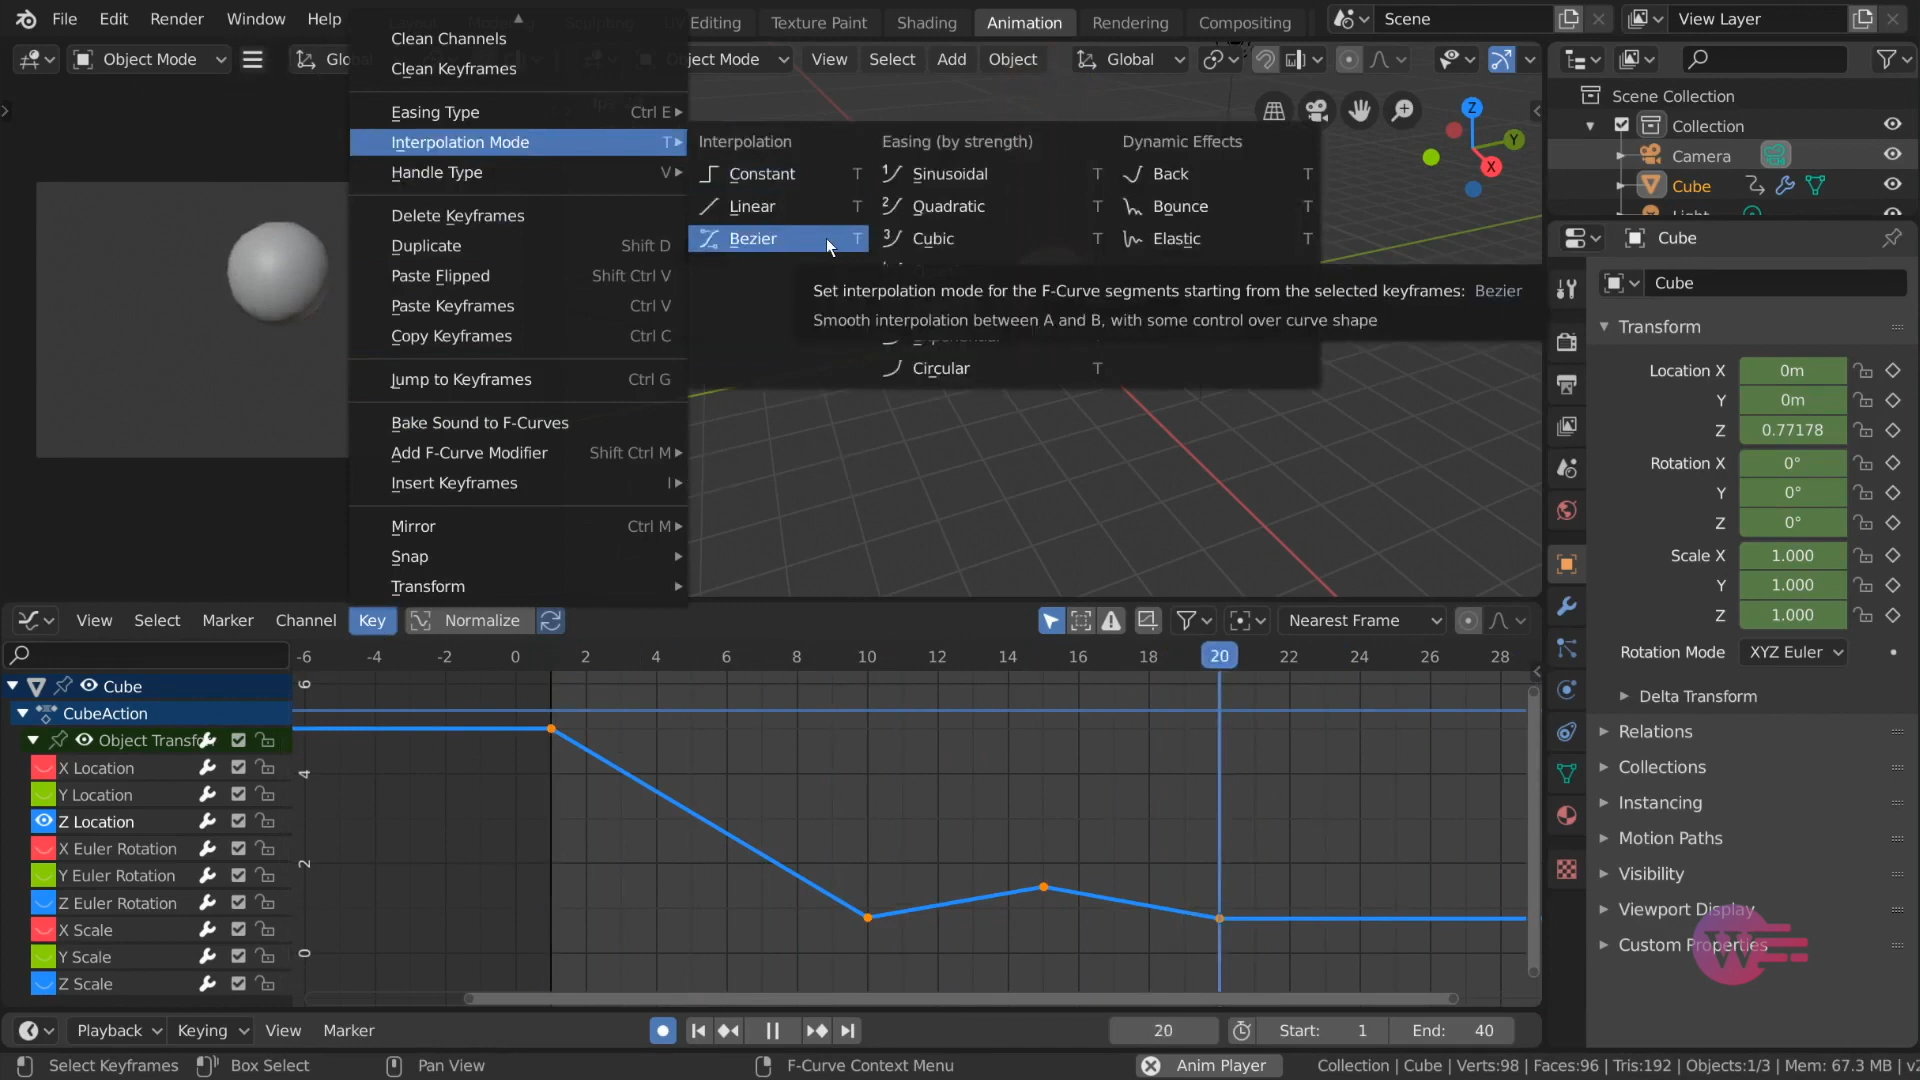 File Edit Render Window Help UV Editing Texture Paint Shading Animation Rendering Compositing Scene View Layer
Object Mode Global Object Mode View Select Add Object Global
Clean Channels
Clean Keyframes
Easing Type Ctrl E
Interpolation Mode T
Handle Type V
Delete Keyframes
Duplicate Shift D
Paste Flipped Shift Ctrl V
Paste Keyframes Ctrl V
Copy Keyframes Ctrl C
Jump to Keyframes Ctrl G
Bake Sound to F-Curves
Add F-Curve Modifier Shift Ctrl M
Insert Keyframes I
Mirror Ctrl M
Snap
Transform
Interpolation
Constant T
Linear T
Bezier T
Easing (by strength)
Sinusoidal T
Quadratic T
Cubic T
Circular T
Dynamic Effects
Back T
Bounce T
Elastic T
Set interpolation mode for the F-Curve segments starting from the selected keyframes: Bezier
Smooth interpolation between A and B, with some control over curve shape
Z
Y
X
Scene Collection
Collection
Camera
Cube
Light
Cube
Cube
Transform
Location X 0m
Y 0m
Z 0.77178
Rotation X 0°
Y 0°
Z 0°
Scale X 1.000
Y 1.000
Z 1.000
Rotation Mode XYZ Euler
Delta Transform
Relations
Collections
Instancing
Motion Paths
Visibility
Viewport Display
Custom Properties
W
View Select Marker Channel Key Normalize Nearest Frame
-6 -4 -2 0 2 4 6 8 10 12 14 16 18 20 22 24 26 28
6
4
2
0
Cube
CubeAction
Object Transfo
X Location
Y Location
Z Location
X Euler Rotation
Y Euler Rotation
Z Euler Rotation
X Scale
Y Scale
Z Scale
Playback Keying View Marker 20 Start: 1 End: 40
Select Keyframes Box Select Pan View F-Curve Context Menu Anim Player Collection | Cube | Verts:98 | Faces:96 | Tris:192 | Objects:1/3 | Mem: 67.3 MB | v2